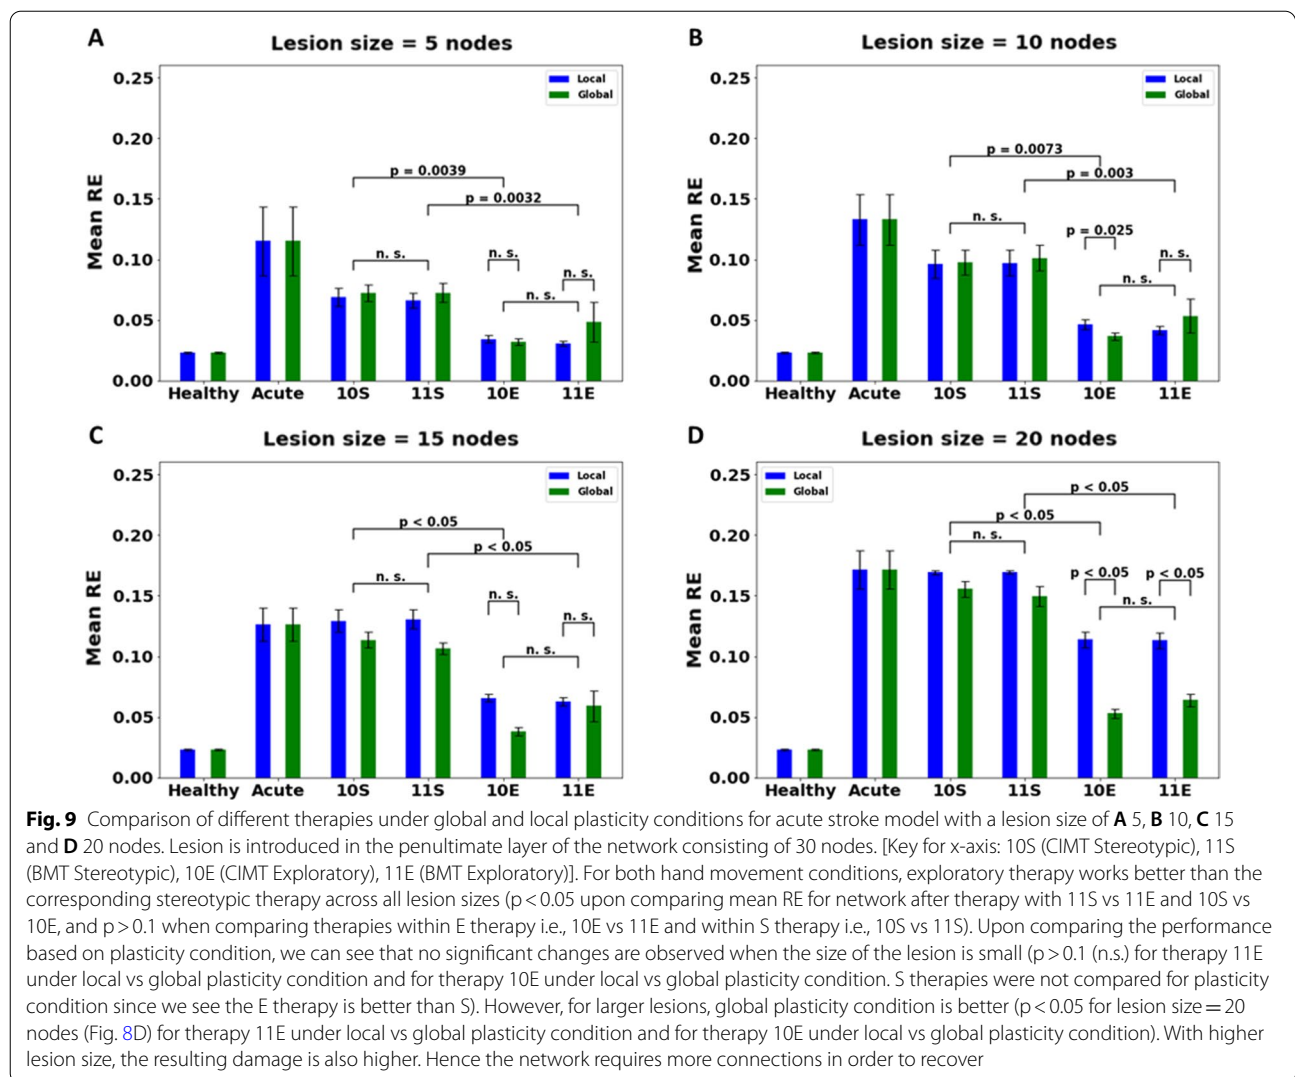 A
Lesion size = 5 nodes
Mean RE
0.25
0.20
0.15
0.10
0.05
0.00
Local
Global
p = 0.0039
p = 0.0032
n. s.
n. s.
n. s.
n. s.
Healthy Acute 10S 11S 10E 11E
B
Lesion size = 10 nodes
Mean RE
0.25
0.20
0.15
0.10
0.05
0.00
Local
Global
p = 0.0073
p = 0.003
n. s.
p = 0.025
n. s.
n. s.
Healthy Acute 10S 11S 10E 11E
C
Lesion size = 15 nodes
Mean RE
0.25
0.20
0.15
0.10
0.05
0.00
Local
Global
p < 0.05
p < 0.05
n. s.
n. s.
n. s.
n. s.
Healthy Acute 10S 11S 10E 11E
D
Lesion size = 20 nodes
Mean RE
0.25
0.20
0.15
0.10
0.05
0.00
Local
Global
p < 0.05
p < 0.05
n. s.
p < 0.05
p < 0.05
n. s.
Healthy Acute 10S 11S 10E 11E
Fig. 9 Comparison of different therapies under global and local plasticity conditions for acute stroke model with a lesion size of A 5, B 10, C 15
and D 20 nodes. Lesion is introduced in the penultimate layer of the network consisting of 30 nodes. [Key for x-axis: 10S (CIMT Stereotypic), 11S
(BMT Stereotypic), 10E (CIMT Exploratory), 11E (BMT Exploratory)]. For both hand movement conditions, exploratory therapy works better than the
corresponding stereotypic therapy across all lesion sizes (p < 0.05 upon comparing mean RE for network after therapy with 11S vs 11E and 10S vs
10E, and p > 0.1 when comparing therapies within E therapy i.e., 10E vs 11E and within S therapy i.e., 10S vs 11S). Upon comparing the performance
based on plasticity condition, we can see that no significant changes are observed when the size of the lesion is small (p > 0.1 (n.s.) for therapy 11E
under local vs global plasticity condition and for therapy 10E under local vs global plasticity condition. S therapies were not compared for plasticity
condition since we see the E therapy is better than S). However, for larger lesions, global plasticity condition is better (p < 0.05 for lesion size = 20
nodes (Fig. 8D) for therapy 11E under local vs global plasticity condition and for therapy 10E under local vs global plasticity condition). With higher
lesion size, the resulting damage is also higher. Hence the network requires more connections in order to recover